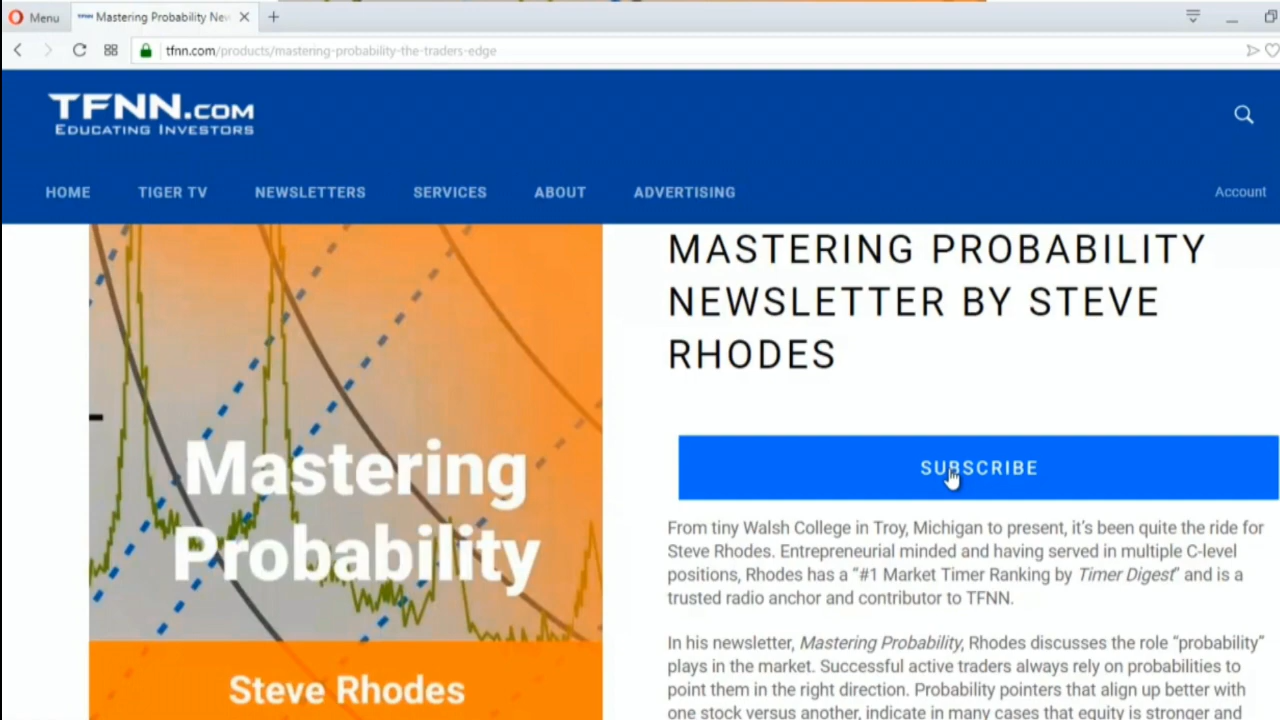 Menu
Mastering Probability Nev
tfnn.com/products/mastering-probability-the-traders-edge
TFNN.COM
EDUCATING INVESTORS
HOME TIGER TV NEWSLETTERS SERVICES ABOUT ADVERTISING Account
MASTERING PROBABILITY
NEWSLETTER BY STEVE
RHODES
Mastering
Probability
Steve Rhodes
SUBSCRIBE
From tiny Walsh College in Troy, Michigan to present, it’s been quite the ride for
Steve Rhodes. Entrepreneurial minded and having served in multiple C-level
positions, Rhodes has a “#1 Market Timer Ranking by Timer Digest” and is a
trusted radio anchor and contributor to TFNN.
In his newsletter, Mastering Probability, Rhodes discusses the role “probability”
plays in the market. Successful active traders always rely on probabilities to
point them in the right direction. Probability pointers that align up better with
one stock versus another, indicate in many cases that equity is stronger and